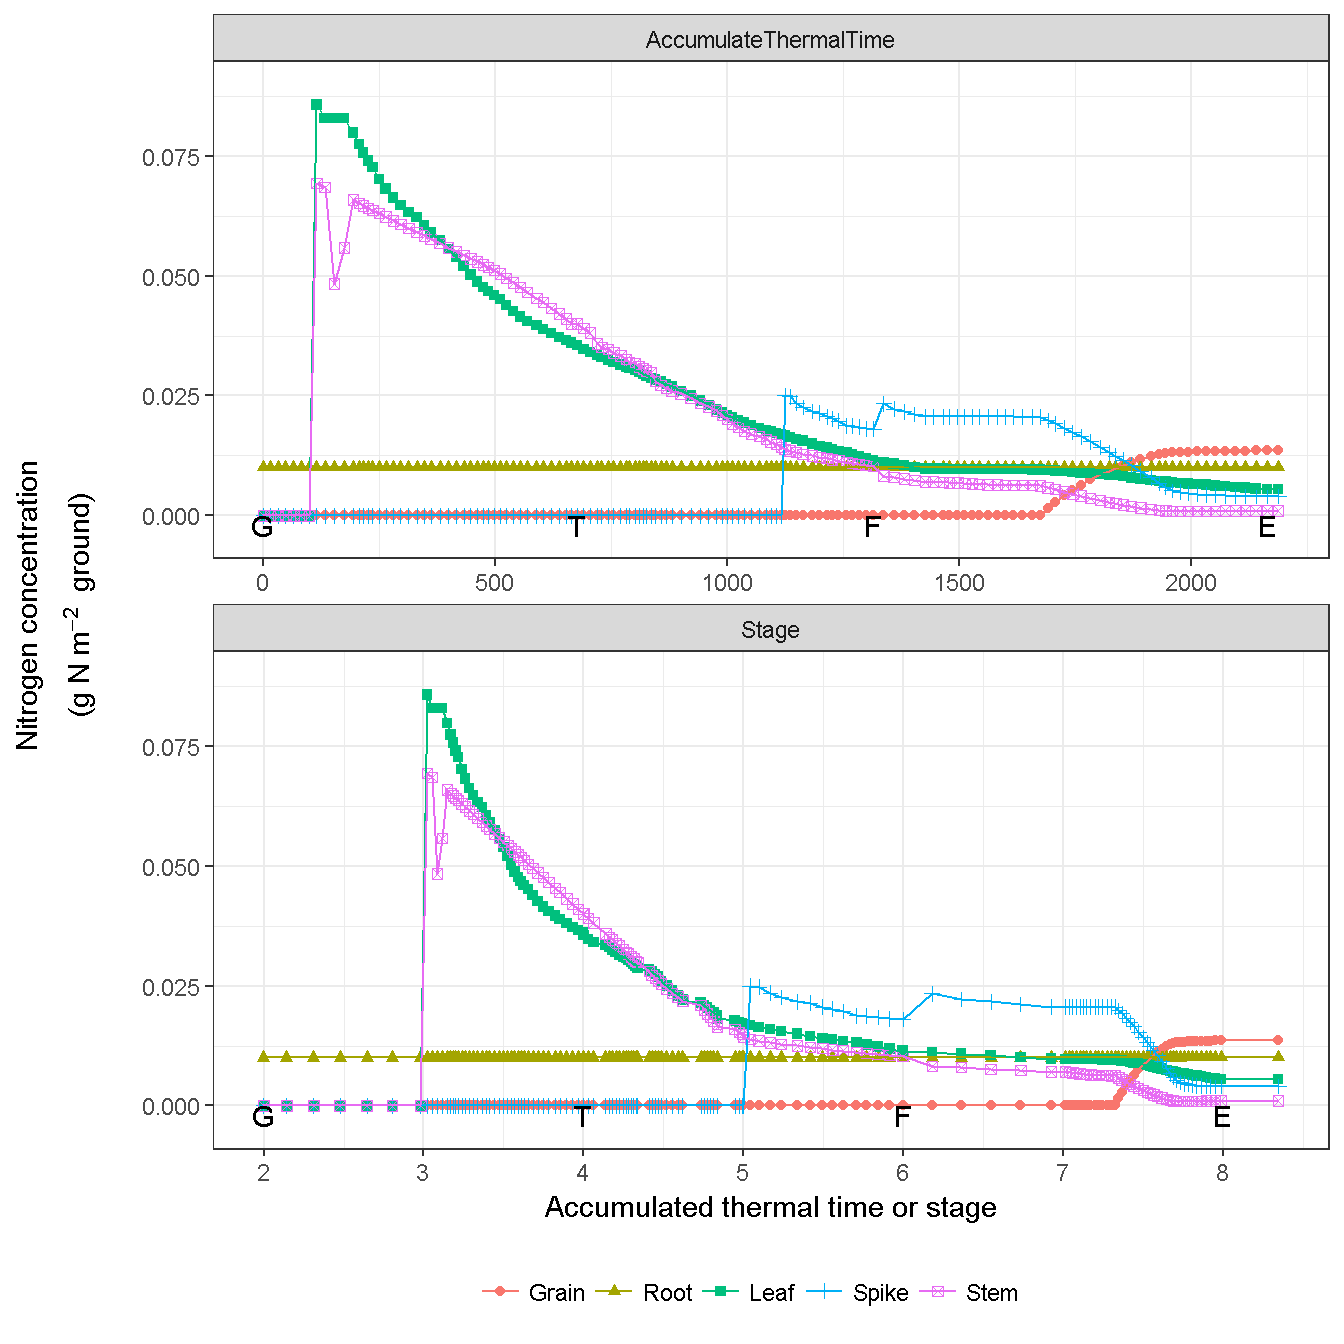 AccumulateThermalTime
0.075
0.050
0.025
0.000
G T F E
0 500 1000 1500 2000
Nitrogen concentration
(g N m−2 ground)
Stage
0.075
0.050
0.025
0.000
G T F E
2 3 4 5 6 7 8
Accumulated thermal time or stage
Grain Root Leaf Spike Stem